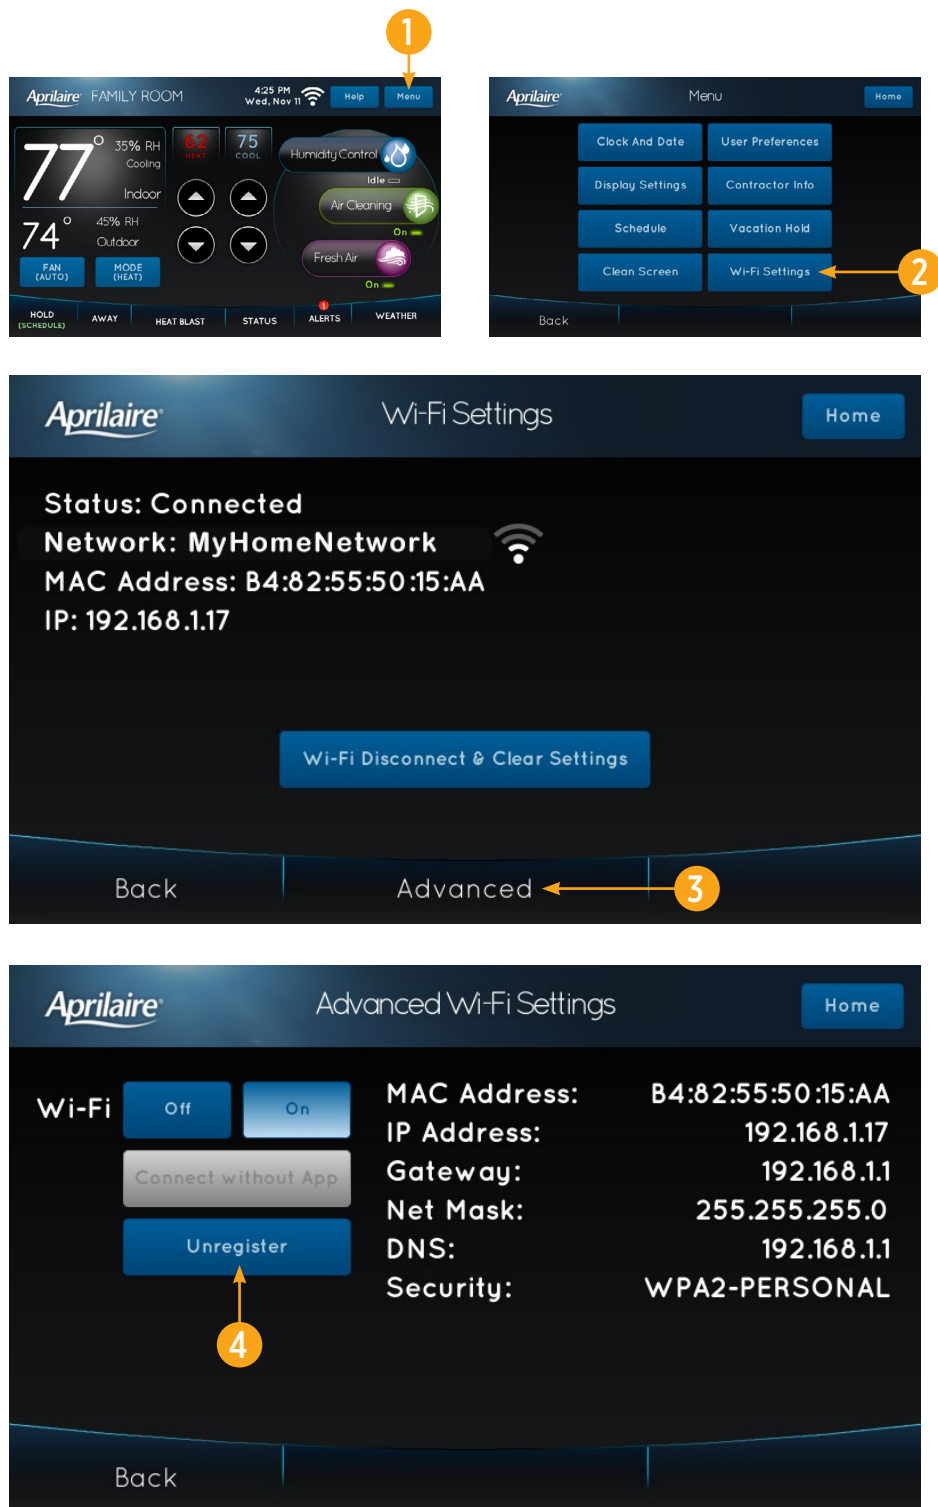 1
Aprilaire FAMILY ROOM
4:25 PM
Wed, Nov 11
Help
Menu
77° 35% RH
Cooling
Indoor
74° 45% RH
Outdoor
FAN
(AUTO)
MODE
(HEAT)
62
HEAT
75
COOL
Humidity Control
Idle
Air Cleaning
On
Fresh Air
On
HOLD
(SCHEDULE)
AWAY
HEAT BLAST
STATUS
1
ALERTS
WEATHER
Aprilaire Menu Home
Clock And Date User Preferences
Display Settings Contractor Info
Schedule Vacation Hold
Clean Screen Wi-Fi Settings
2
Back
Aprilaire Wi-Fi Settings Home
Status: Connected
Network: MyHomeNetwork
MAC Address: B4:82:55:50:15:AA
IP: 192.168.1.17
Wi-Fi Disconnect & Clear Settings
Back Advanced 3
Aprilaire Advanced Wi-Fi Settings Home
Wi-Fi Off On
Connect without App
Unregister
4
MAC Address: B4:82:55:50:15:AA
IP Address: 192.168.1.17
Gateway: 192.168.1.1
Net Mask: 255.255.255.0
DNS: 192.168.1.1
Security: WPA2-PERSONAL
Back